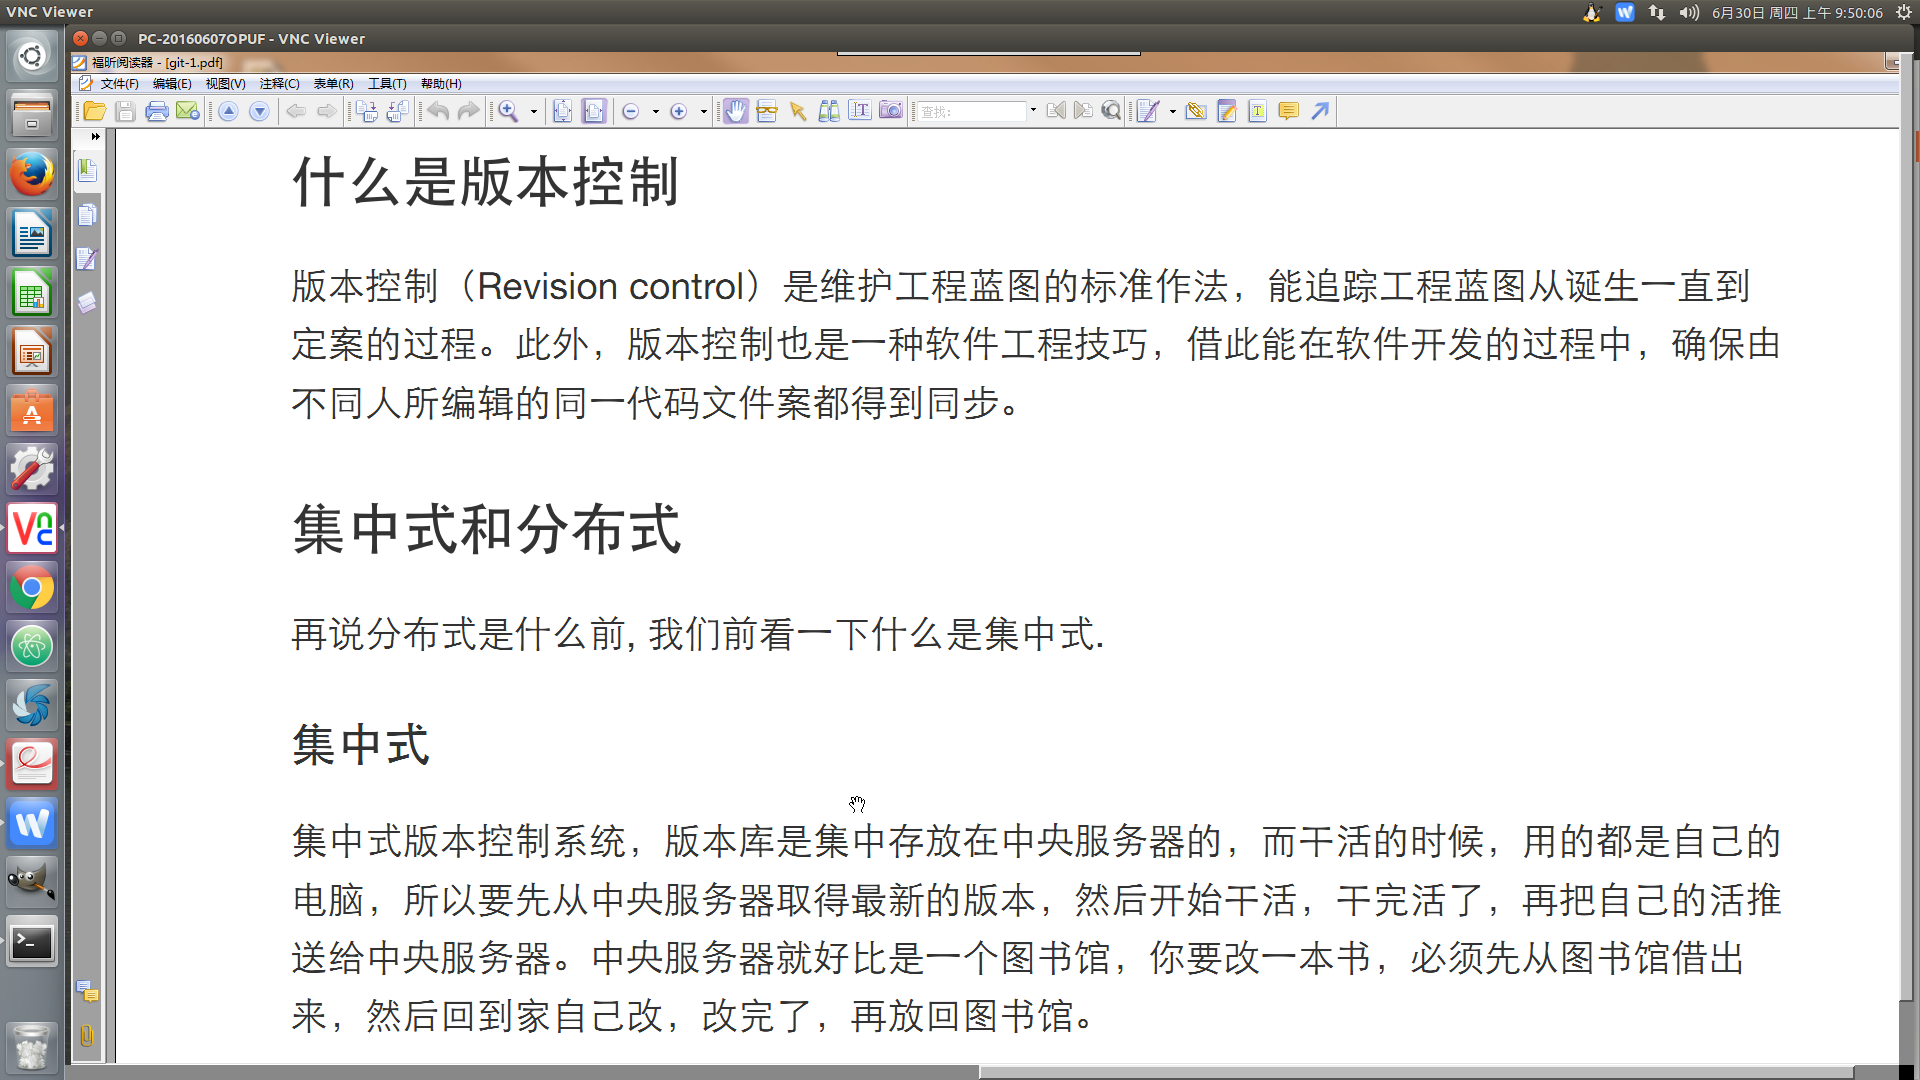 VNC Viewer
6月30日 周四 上午 9:50:06
PC-20160607OPUF - VNC Viewer
福昕阅读器 - [git-1.pdf]
文件(F) 编辑(E) 视图(V) 注释(C) 表单(R) 工具(T) 帮助(H)
查找:
什么是版本控制
版本控制（Revision control）是维护工程蓝图的标准作法，能追踪工程蓝图从诞生一直到
定案的过程。此外，版本控制也是一种软件工程技巧，借此能在软件开发的过程中，确保由
不同人所编辑的同一代码文件案都得到同步。
集中式和分布式
再说分布式是什么前, 我们前看一下什么是集中式.
集中式
集中式版本控制系统，版本库是集中存放在中央服务器的，而干活的时候，用的都是自己的
电脑，所以要先从中央服务器取得最新的版本，然后开始干活，干完活了，再把自己的活推
送给中央服务器。中央服务器就好比是一个图书馆，你要改一本书，必须先从图书馆借出
来，然后回到家自己改，改完了，再放回图书馆。